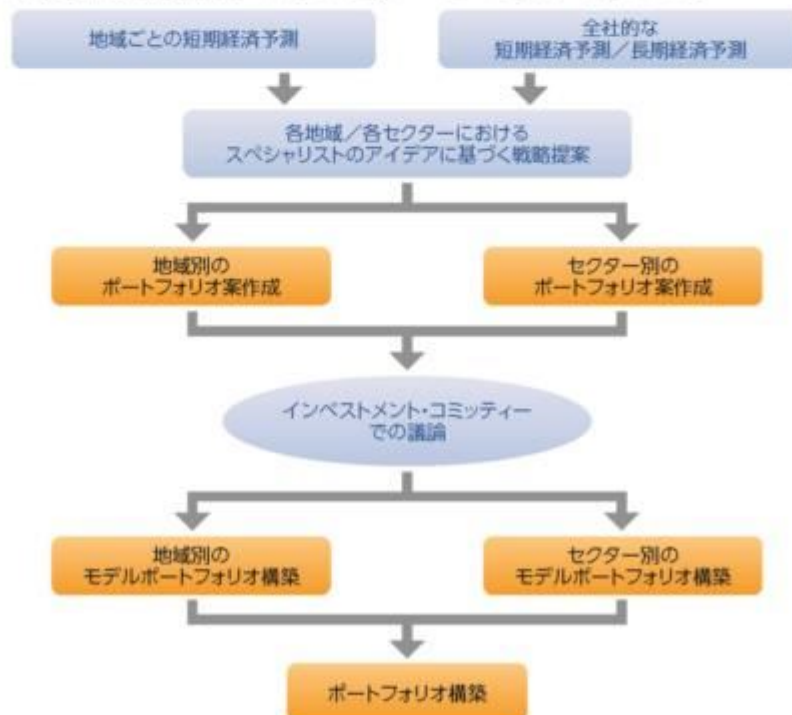 地域ごとの短期経済予測
全社的な
短期経済予測／長期経済予測
各地域／各セクターにおける
スペシャリストのアイデアに基づく戦略提案
地域別の
ポートフォリオ案作成
セクター別の
ポートフォリオ案作成
インベストメント・コミッティー
での議論
地域別の
モデルポートフォリオ構築
セクター別の
モデルポートフォリオ構築
ポートフォリオ構築